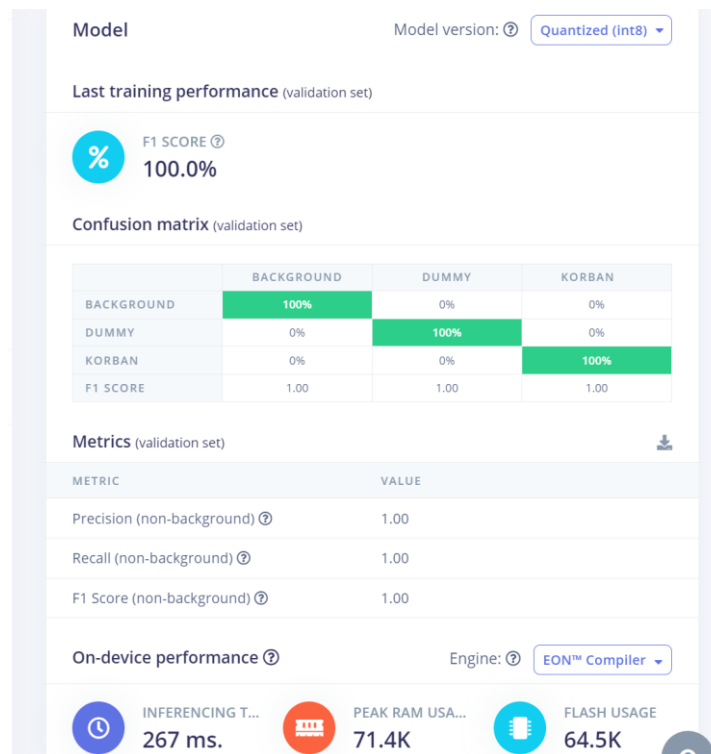 Model Model version: Quantized (int8)
Last training performance (validation set)
% F1 SCORE
100.0%
Confusion matrix (validation set)
BACKGROUND DUMMY KORBAN
BACKGROUND 100% 0% 0%
DUMMY 0% 100% 0%
KORBAN 0% 0% 100%
F1 SCORE 1.00 1.00 1.00
Metrics (validation set)
METRIC VALUE
Precision (non-background) 1.00
Recall (non-background) 1.00
F1 Score (non-background) 1.00
On-device performance Engine: EON™ Compiler
INFERENCING T... PEAK RAM USA... FLASH USAGE
267 ms. 71.4K 64.5K